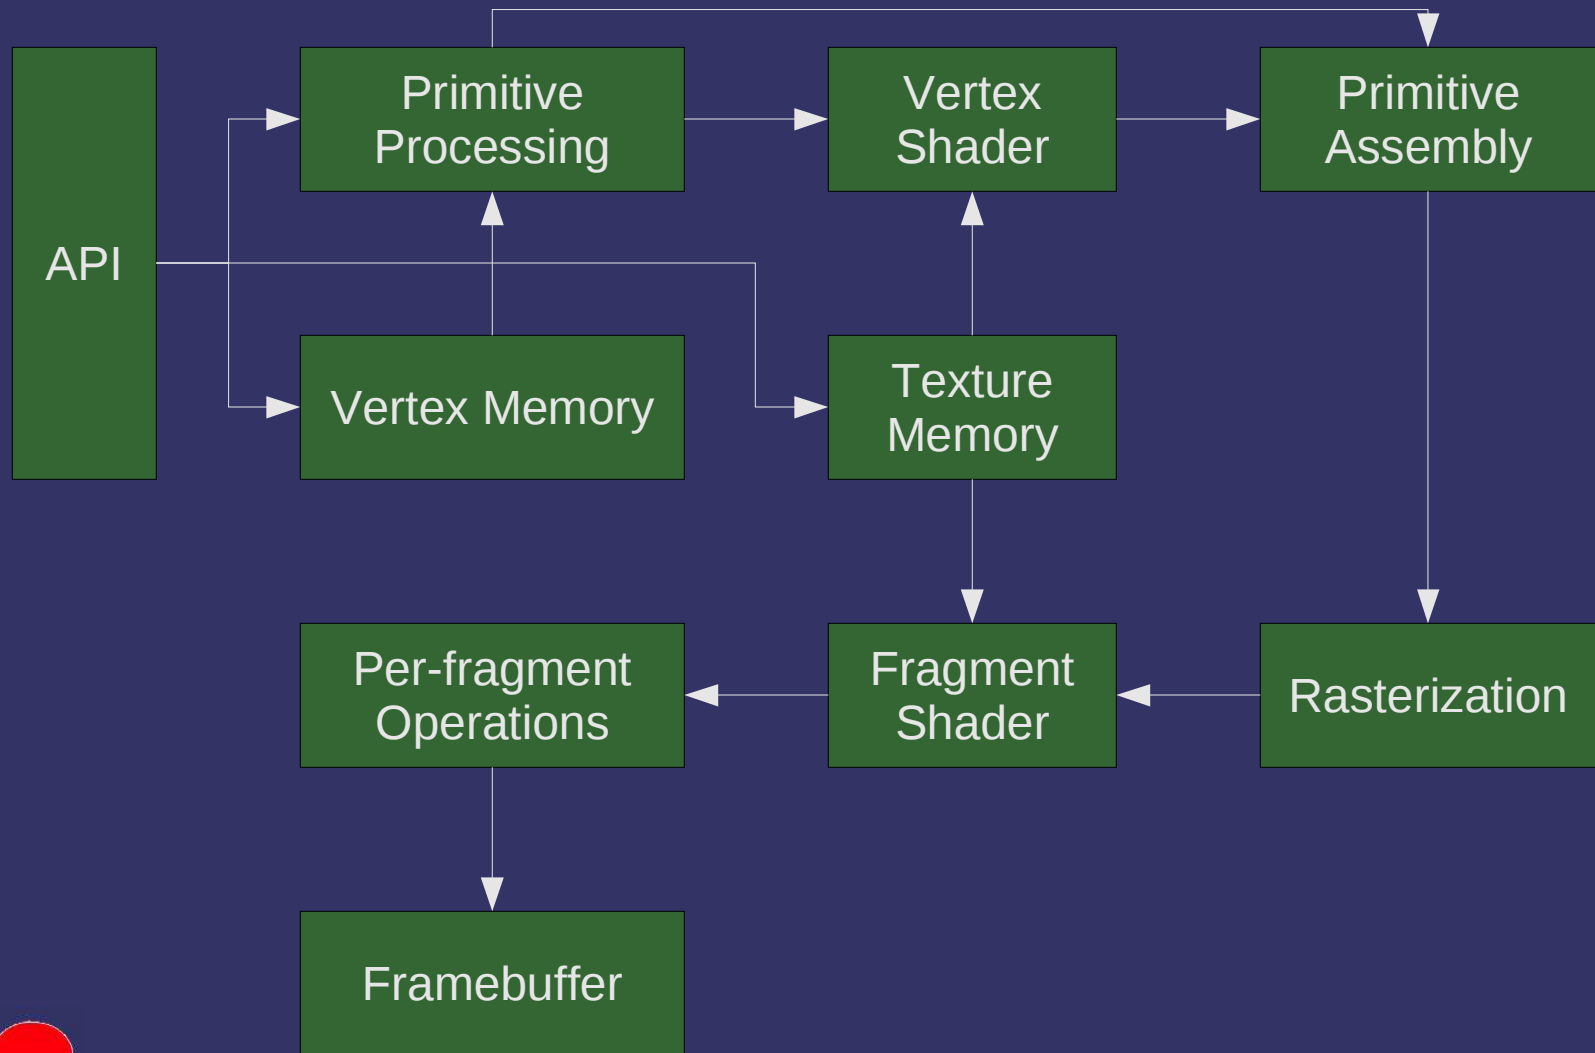 Primitive
Processing
Vertex
Shader
Primitive
Assembly
API
Vertex Memory
Texture
Memory
Per-fragment
Operations
Fragment
Shader
Rasterization
Framebuffer